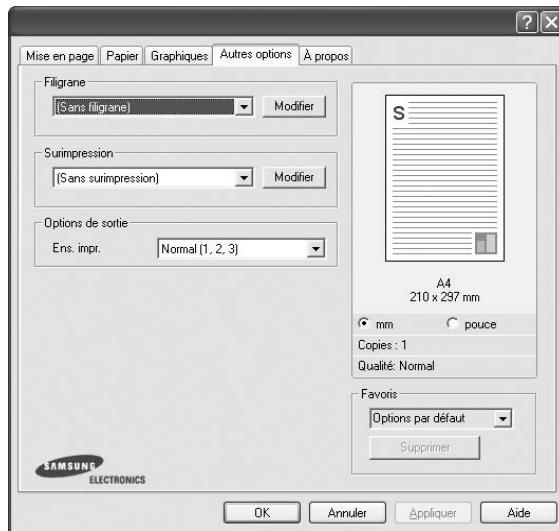 Mise en page
Papier
Graphiques
Autres options
À propos
Filigrane
(Sans filigrane)
Modifier
Surimpression
(Sans surimpression)
Modifier
Options de sortie
Ens. impr.
Normal (1, 2, 3)
S
A4
210 x 297 mm
mm
pouce
Copies : 1
Qualité: Normal
Favoris
Options par défaut
Supprimer
SAMSUNG
ELECTRONICS
OK
Annuler
Appliquer
Aide